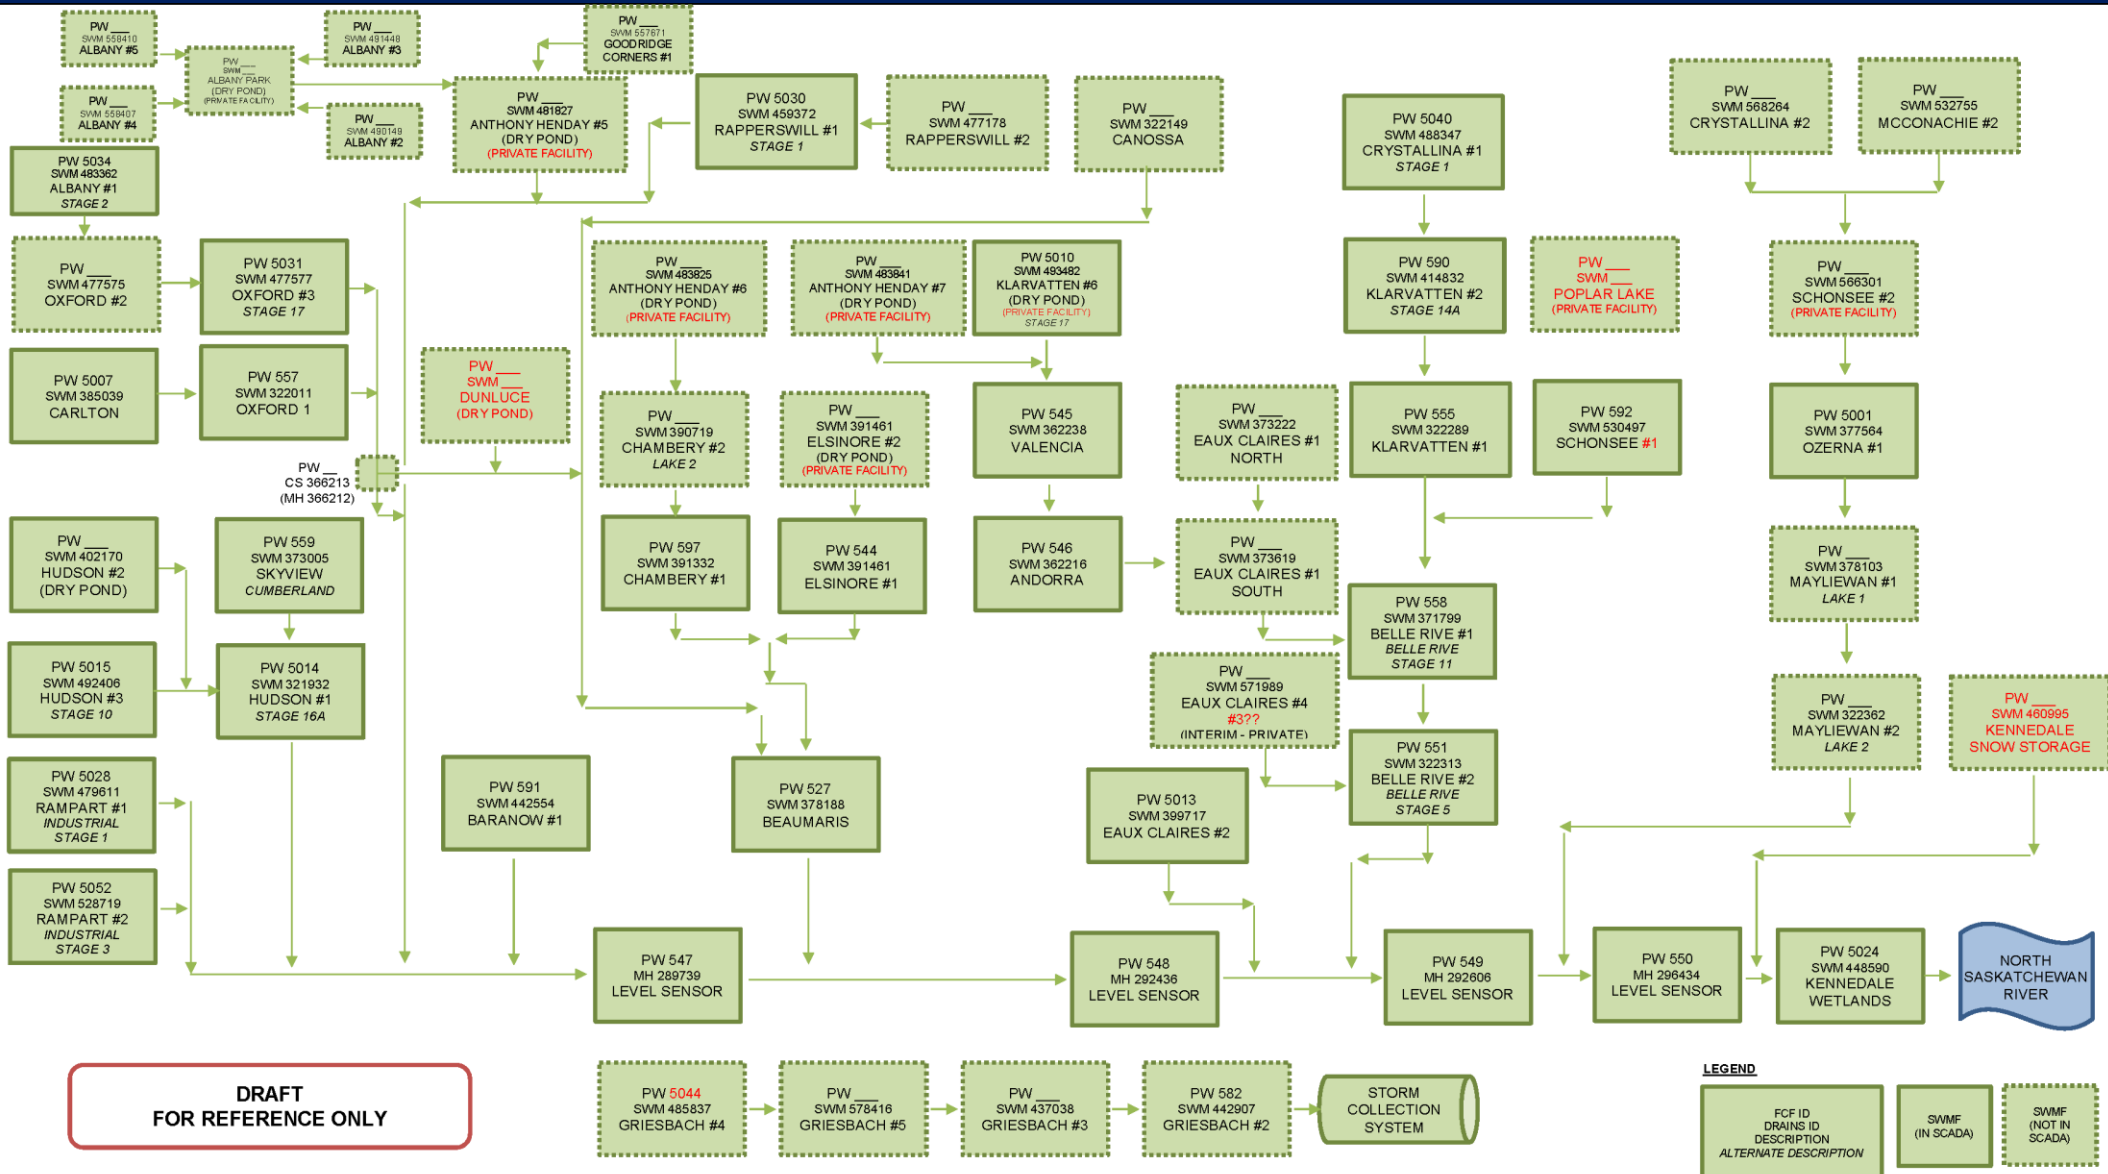 PW ___
SWM 558410
ALBANY #5
PW ___
SWM 491448
ALBANY #3
PW ___
SWM ___
ALBANY PARK
(DRY POND)
(PRIVATE FACILITY)
PW ___
SWM 558407
ALBANY #4
PW ___
SWM 490149
ALBANY #2
PW ___
SWM 557671
GOODRIDGE
CORNERS #1
PW ___
SWM 481827
ANTHONY HENDAY #5
(DRY POND)
(PRIVATE FACILITY)
PW 5030
SWM 459372
RAPPERSWILL #1
STAGE 1
PW ___
SWM 477178
RAPPERSWILL #2
PW ___
SWM 322149
CANOSSA
PW 5040
SWM 488347
CRYSTALLINA #1
STAGE 1
PW ___
SWM 568264
CRYSTALLINA #2
PW ___
SWM 532755
MCCONACHIE #2
PW 5034
SWM 483362
ALBANY #1
STAGE 2
PW ___
SWM 477575
OXFORD #2
PW 5031
SWM 477577
OXFORD #3
STAGE 17
PW ___
SWM 483825
ANTHONY HENDAY #6
(DRY POND)
(PRIVATE FACILITY)
PW ___
SWM 483841
ANTHONY HENDAY #7
(DRY POND)
(PRIVATE FACILITY)
PW 5010
SWM 493482
KLARVATTEN #6
(DRY POND)
(PRIVATE FACILITY)
STAGE 17
PW 590
SWM 414832
KLARVATTEN #2
STAGE 14A
PW ___
SWM ___
POPLAR LAKE
(PRIVATE FACILITY)
PW ___
SWM 566301
SCHONSEE #2
(PRIVATE FACILITY)
PW 5007
SWM 385039
CARLTON
PW 557
SWM 322011
OXFORD 1
PW ___
SWM ___
DUNLUCE
(DRY POND)
PW ___
SWM 390719
CHAMBERY #2
LAKE 2
PW ___
SWM 391461
ELSINORE #2
(DRY POND)
(PRIVATE FACILITY)
PW 545
SWM 362238
VALENCIA
PW ___
SWM 373222
EAUX CLAIRES #1
NORTH
PW 555
SWM 322289
KLARVATTEN #1
PW 592
SWM 530497
SCHONSEE #1
PW 5001
SWM 377564
OZERNA #1
PW __
CS 366213
(MH 366212)
PW ___
SWM 402170
HUDSON #2
(DRY POND)
PW 559
SWM 373005
SKYVIEW
CUMBERLAND
PW 597
SWM 391332
CHAMBERY #1
PW 544
SWM 391461
ELSINORE #1
PW 546
SWM 362216
ANDORRA
PW ___
SWM 373619
EAUX CLAIRES #1
SOUTH
PW 558
SWM 371799
BELLE RIVE #1
BELLE RIVE
STAGE 11
PW ___
SWM 378103
MAYLIEWAN #1
LAKE 1
PW 5015
SWM 492406
HUDSON #3
STAGE 10
PW 5014
SWM 321932
HUDSON #1
STAGE 16A
PW ___
SWM 571989
EAUX CLAIRES #4
#3??
(INTERIM - PRIVATE)
PW ___
SWM 322362
MAYLIEWAN #2
LAKE 2
PW ___
SWM 460995
KENNEDALE
SNOW STORAGE
PW 5028
SWM 479611
RAMPART #1
INDUSTRIAL
STAGE 1
PW 591
SWM 442554
BARANOW #1
PW 527
SWM 378188
BEAUMARIS
PW 5013
SWM 399717
EAUX CLAIRES #2
PW 551
SWM 322313
BELLE RIVE #2
BELLE RIVE
STAGE 5
PW 5052
SWM 528719
RAMPART #2
INDUSTRIAL
STAGE 3
PW 547
MH 289739
LEVEL SENSOR
PW 548
MH 292436
LEVEL SENSOR
PW 549
MH 292606
LEVEL SENSOR
PW 550
MH 296434
LEVEL SENSOR
PW 5024
SWM 448590
KENNEDALE
WETLANDS
NORTH
SASKATCHEWAN
RIVER
DRAFT
FOR REFERENCE ONLY
PW 5044
SWM 485837
GRIESBACH #4
PW ___
SWM 578416
GRIESBACH #5
PW ___
SWM 437038
GRIESBACH #3
PW 582
SWM 442907
GRIESBACH #2
STORM
COLLECTION
SYSTEM
LEGEND
FCF ID
DRAINS ID
DESCRIPTION
ALTERNATE DESCRIPTION
SWMF
(IN SCADA)
SWMF
(NOT IN
SCADA)